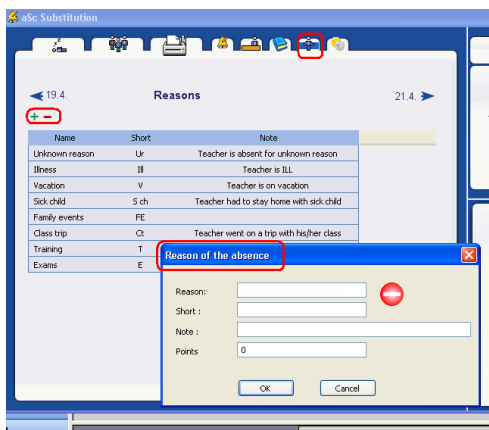 aSc Substitution
19.4. Reasons 21.4.
Name Short Note
Unknown reason Ur Teacher is absent for unknown reason
Illness Ill Teacher is ILL
Vacation V Teacher is on vacation
Sick child S ch Teacher had to stay home with sick child
Family events FE
Class trip Ct Teacher went on a trip with his/her class
Training T
Exams E
Reason of the absence
Reason:
Short :
Note :
Points 0
OK Cancel